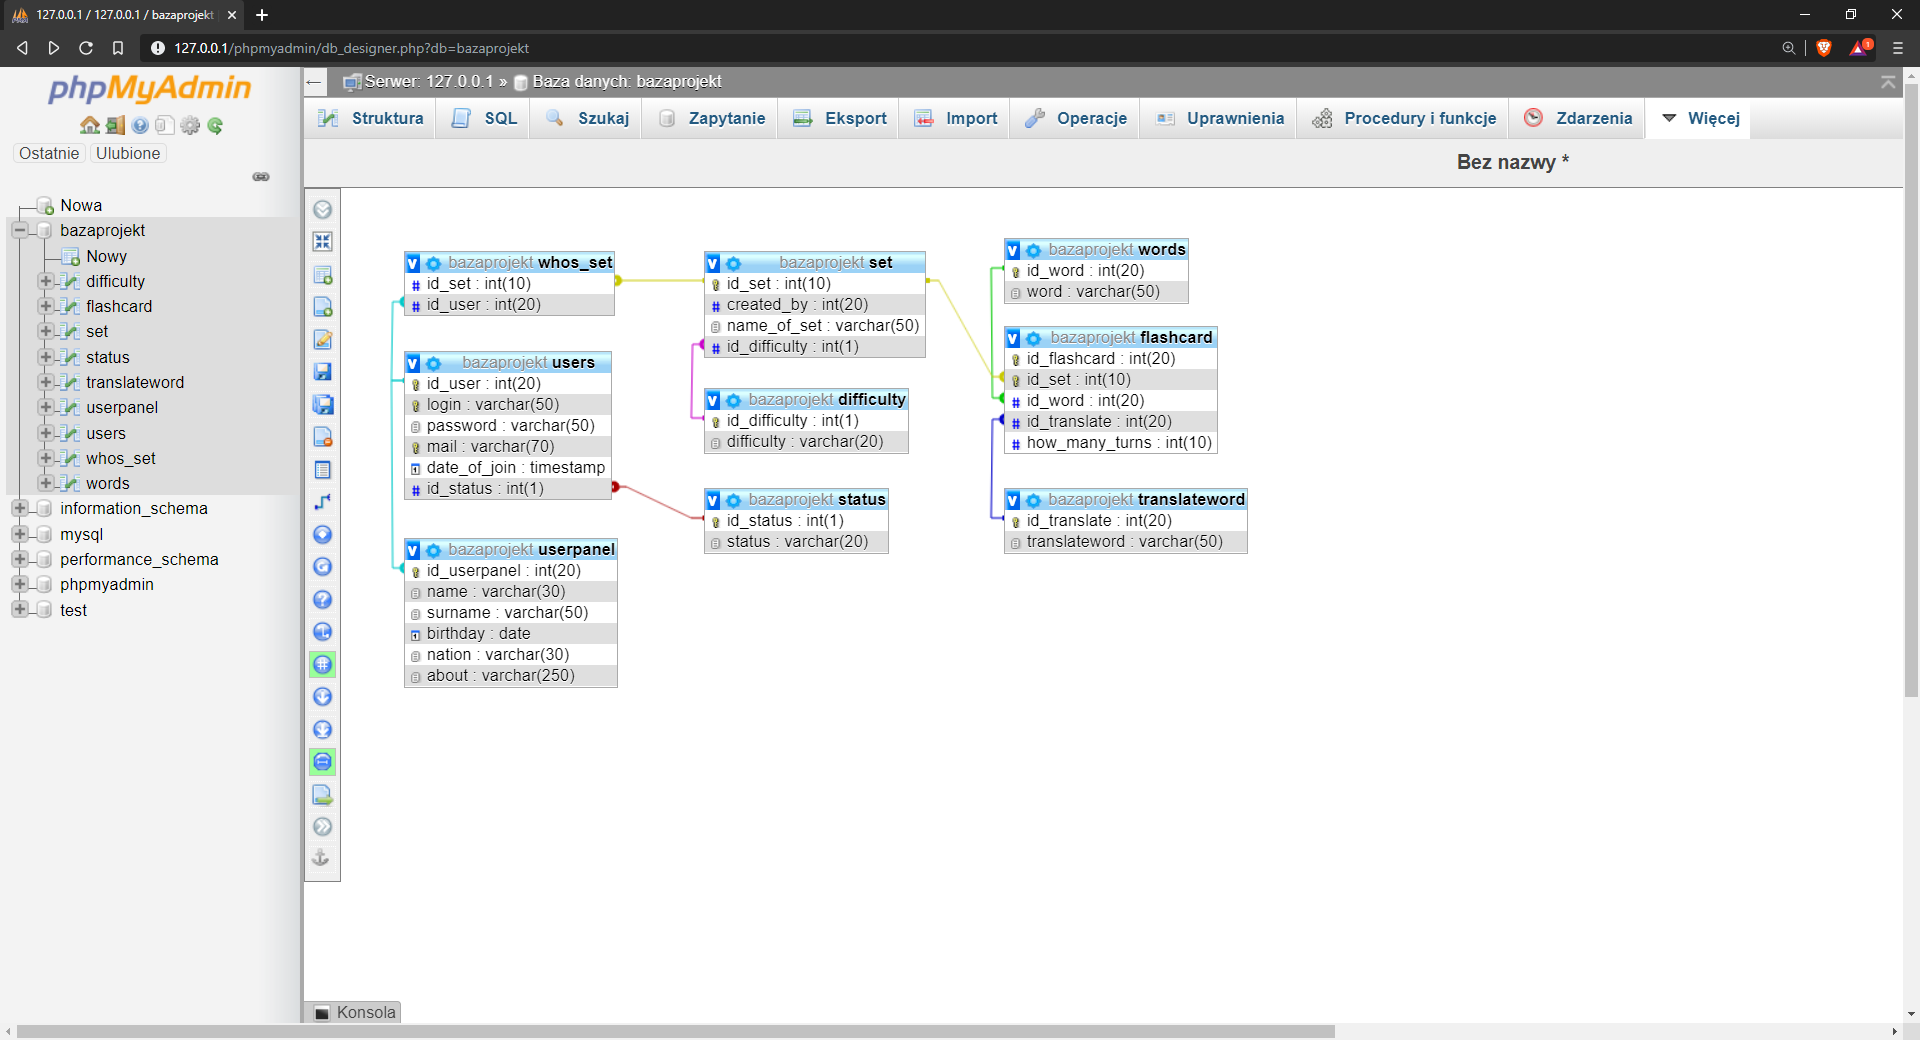 127.0.0.1 / 127.0.0.1 / bazaprojekt
127.0.0.1/phpmyadmin/db_designer.php?db=bazaprojekt
1
phpMyAdmin
Ostatnie Ulubione
Nowa
bazaprojekt
Nowy
difficulty
flashcard
set
status
translateword
userpanel
users
whos_set
words
information_schema
mysql
performance_schema
phpmyadmin
test
Serwer: 127.0.0.1 » Baza danych: bazaprojekt
Struktura SQL Szukaj Zapytanie Eksport Import Operacje Uprawnienia Procedury i funkcje Zdarzenia Więcej
Bez nazwy *
bazaprojekt whos_set
id_set : int(10)
id_user : int(20)
bazaprojekt users
id_user : int(20)
login : varchar(50)
password : varchar(50)
mail : varchar(70)
date_of_join : timestamp
id_status : int(1)
bazaprojekt userpanel
id_userpanel : int(20)
name : varchar(30)
surname : varchar(50)
birthday : date
nation : varchar(30)
about : varchar(250)
bazaprojekt set
id_set : int(10)
created_by : int(20)
name_of_set : varchar(50)
id_difficulty : int(1)
bazaprojekt difficulty
id_difficulty : int(1)
difficulty : varchar(20)
bazaprojekt status
id_status : int(1)
status : varchar(20)
bazaprojekt words
id_word : int(20)
word : varchar(50)
bazaprojekt flashcard
id_flashcard : int(20)
id_set : int(10)
id_word : int(20)
id_translate : int(20)
how_many_turns : int(10)
bazaprojekt translateword
id_translate : int(20)
translateword : varchar(50)
Konsola